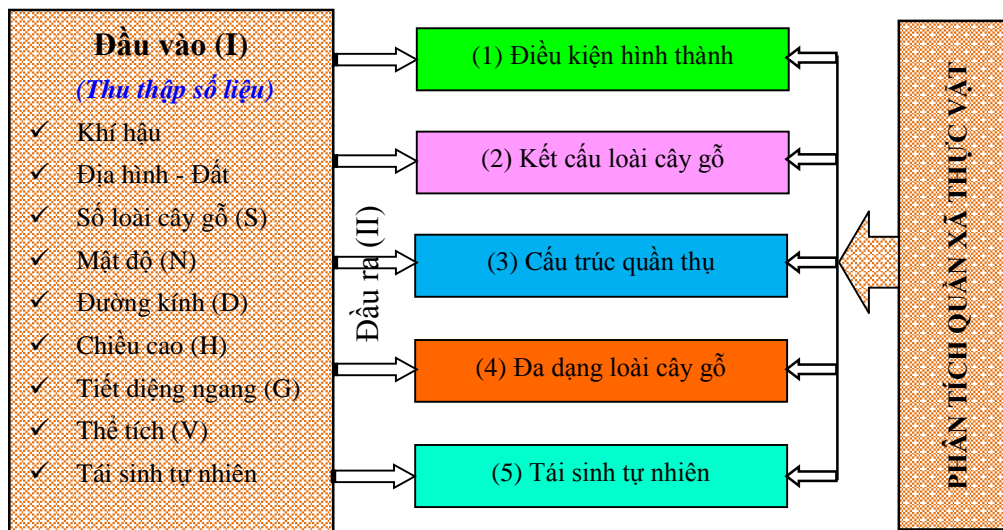 Đầu vào (I)
(Thu thập số liệu)
✓ Khí hậu
✓ Địa hình - Đất
✓ Số loài cây gỗ (S)
✓ Mật độ (N)
✓ Đường kính (D)
✓ Chiều cao (H)
✓ Tiết diệng ngang (G)
✓ Thể tích (V)
✓ Tái sinh tự nhiên
Đầu ra (II)
(1) Điều kiện hình thành
(2) Kết cấu loài cây gỗ
(3) Cấu trúc quần thụ
(4) Đa dạng loài cây gỗ
(5) Tái sinh tự nhiên
PHÂN TÍCH QUẦN XÃ THỰC VẬT